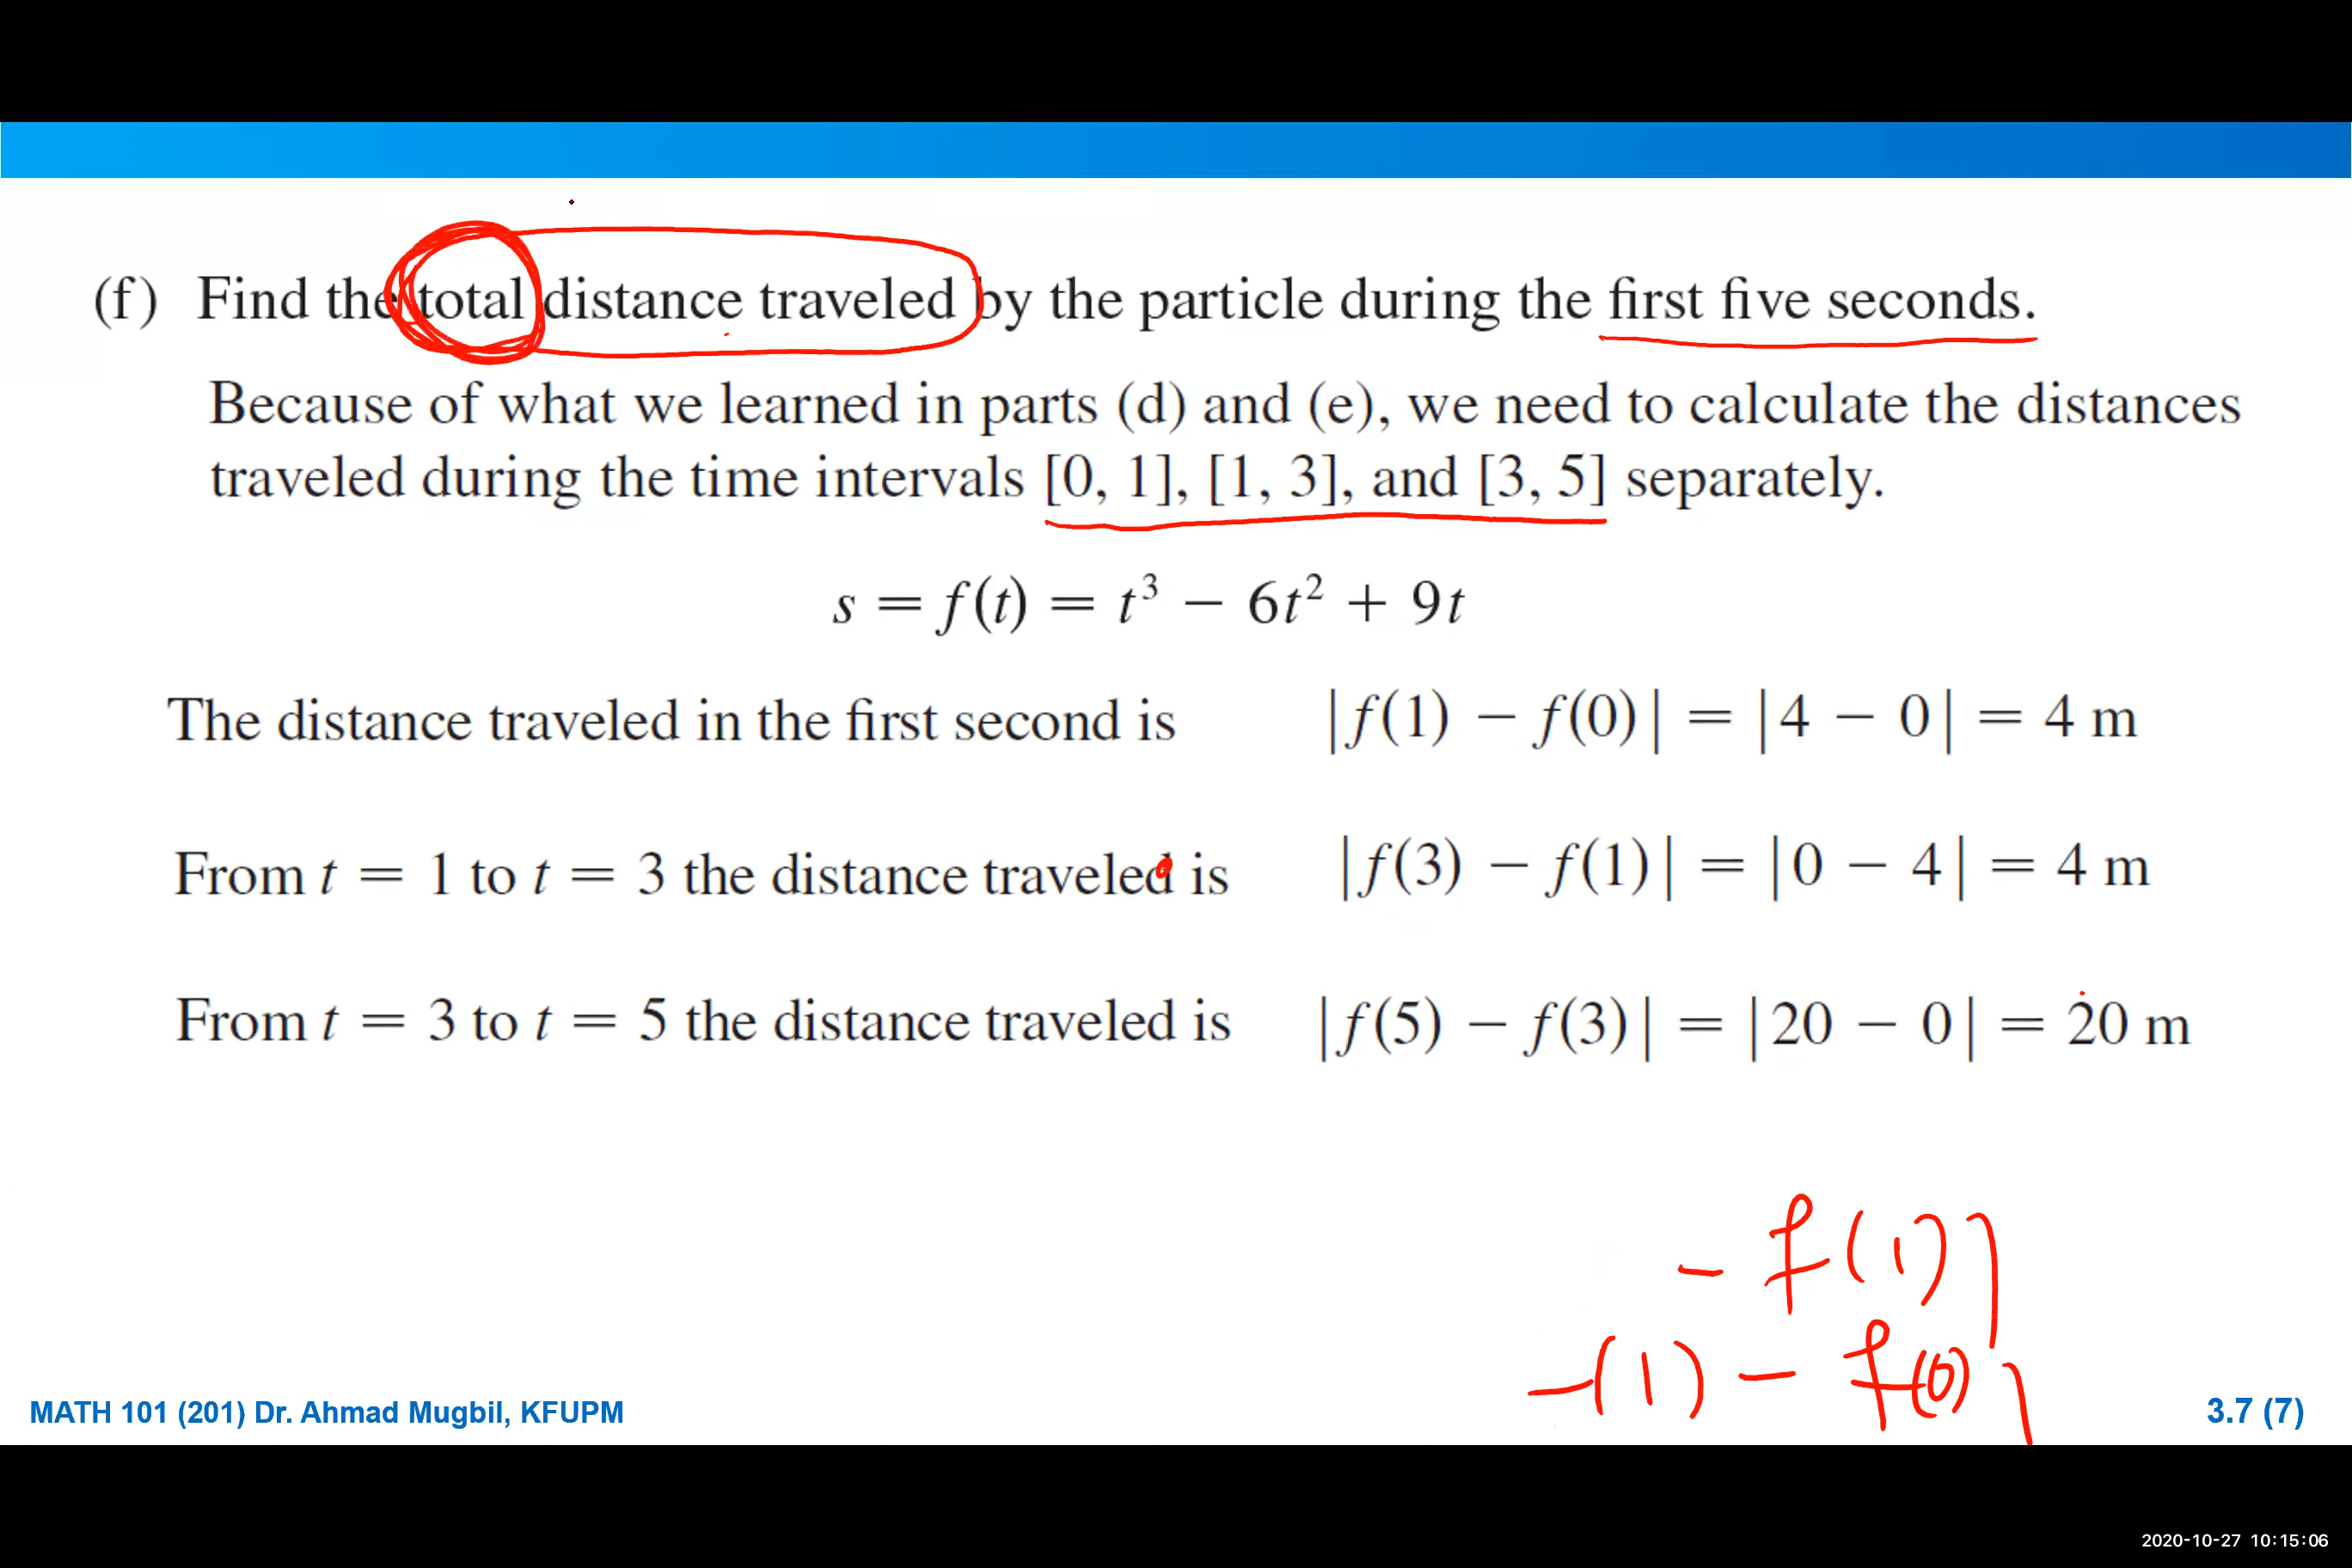 (f) Find the total distance traveled by the particle during the first five seconds.
Because of what we learned in parts (d) and (e), we need to calculate the distances
traveled during the time intervals [0, 1], [1, 3], and [3, 5] separately.
s = f(t) = t³ − 6t² + 9t
The distance traveled in the first second is |f(1) − f(0)| = |4 − 0| = 4 m
From t = 1 to t = 3 the distance traveled is |f(3) − f(1)| = |0 − 4| = 4 m
From t = 3 to t = 5 the distance traveled is |f(5) − f(3)| = |20 − 0| = 20 m
− f(1)|
−(1) − f(0)|
MATH 101 (201) Dr. Ahmad Mugbil, KFUPM 3.7 (7)
2020-10-27 10:15:06